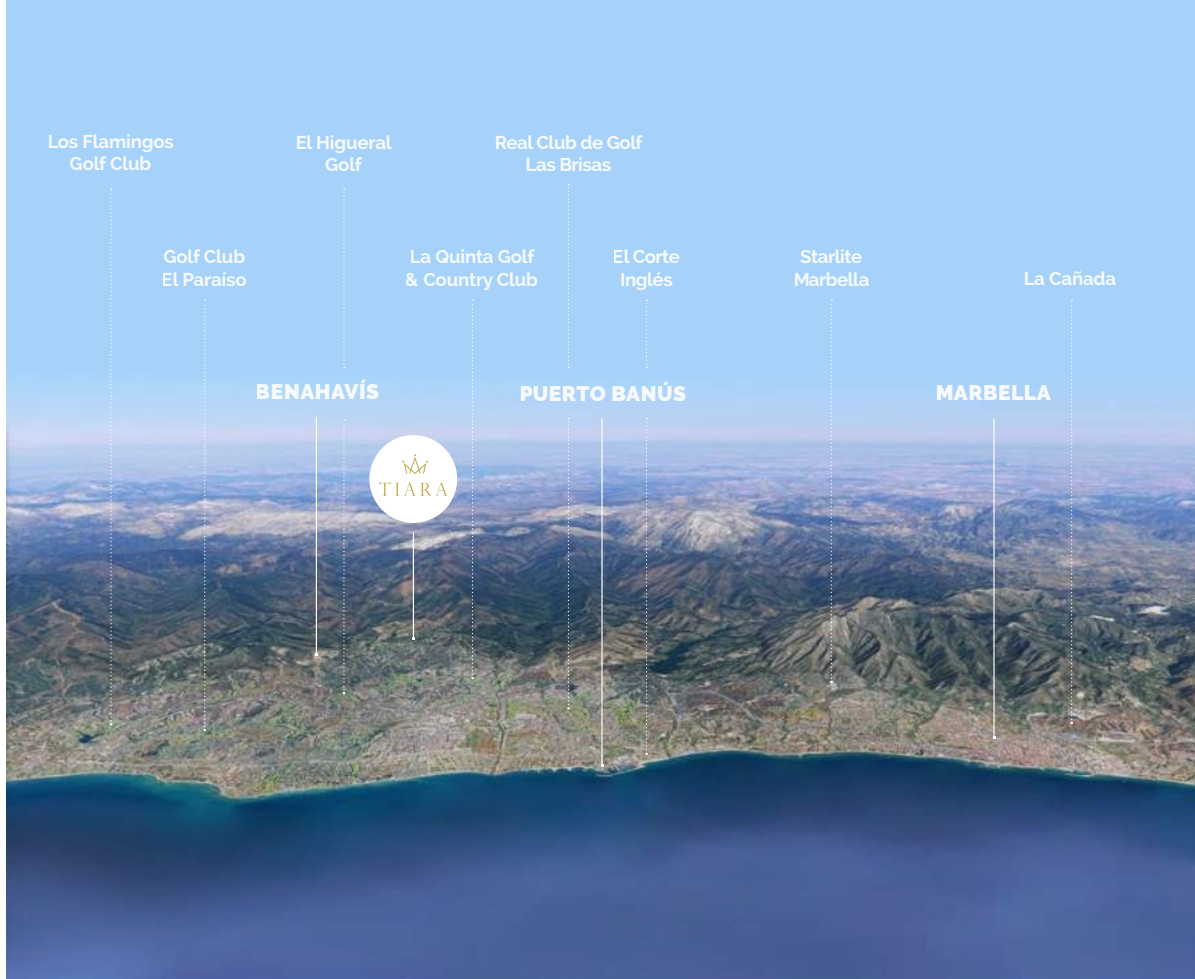 Los Flamingos
Golf Club
El Higueral
Golf
Real Club de Golf
Las Brisas
Golf Club
El Paraíso
La Quinta Golf
& Country Club
El Corte
Inglés
Starlite
Marbella
La Cañada
BENAHAVÍS
PUERTO BANÚS
MARBELLA
TIARA